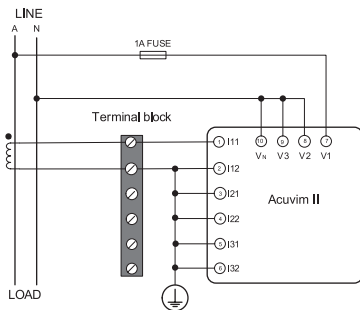 LINE
A N
1A FUSE
Terminal block
10 9 8 7
VN V3 V2 V1
1 I11
2 I12
3 I21
4 I22
5 I31
6 I32
Acuvim II
LOAD